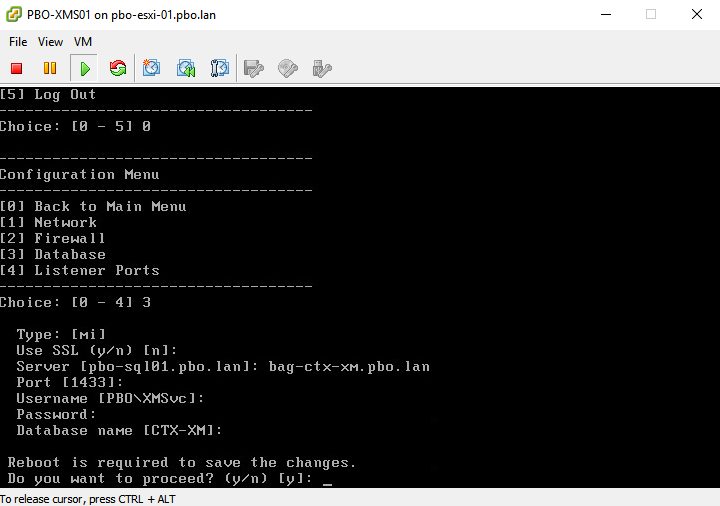 PBO-XMS01 on pbo-esxi-01.pbo.lan
File View VM
[5] Log Out
------------------------------------
Choice: [0 - 5] 0
------------------------------------
Configuration Menu
------------------------------------
[0] Back to Main Menu
[1] Network
[2] Firewall
[3] Database
[4] Listener Ports
------------------------------------
Choice: [0 - 4] 3
Type: [mi]
Use SSL (y/n) [n]:
Server [pbo-sql01.pbo.lan]: bag-ctx-xm.pbo.lan
Port [1433]:
Username [PBO\XMSvc]:
Password:
Database name [CTX-XM]:
Reboot is required to save the changes.
Do you want to proceed? (y/n) [y]: _
To release cursor, press CTRL + ALT